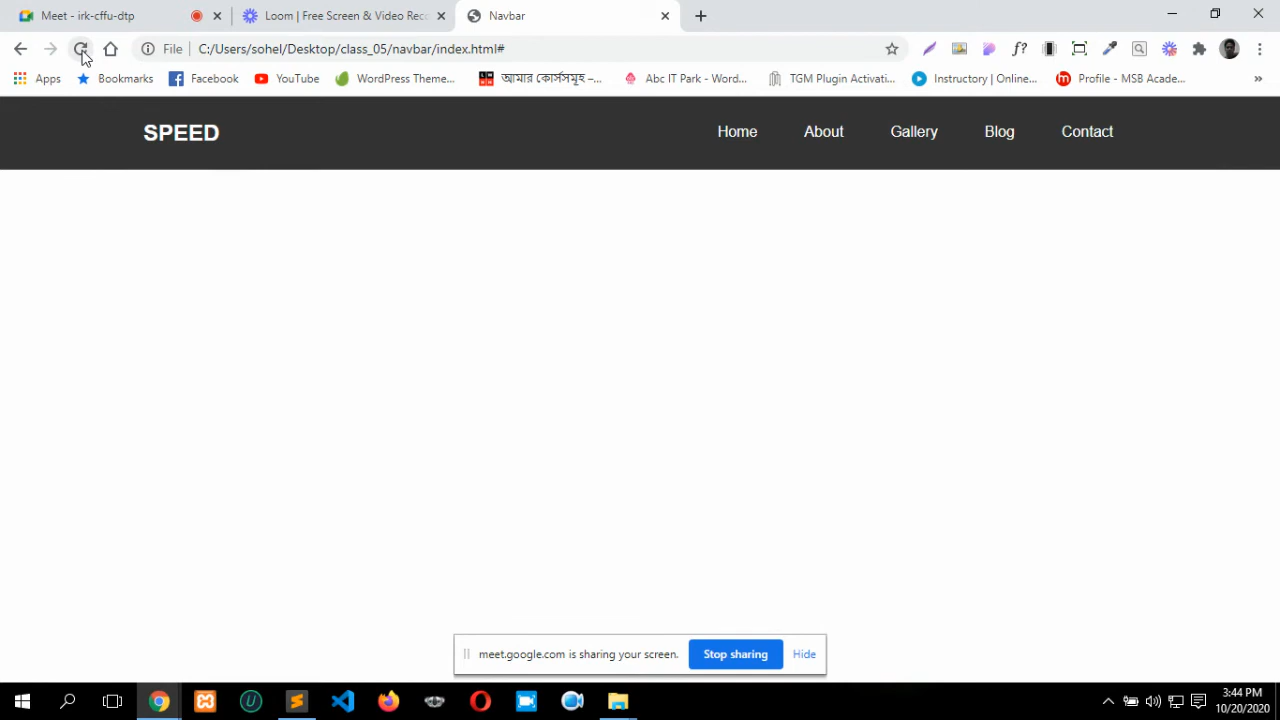 Meet - irk-cffu-dtp
Loom | Free Screen & Video Rec
Navbar
File
C:/Users/sohel/Desktop/class_05/navbar/index.html#
f?
Apps
Bookmarks
Facebook
YouTube
WordPress Theme...
আমার কোর্সসমূহ –...
Abc IT Park - Word...
TGM Plugin Activati...
Instructory | Online...
Profile - MSB Acade...
»
SPEED
Home
About
Gallery
Blog
Contact
meet.google.com is sharing your screen.
Stop sharing
Hide
3:44 PM
10/20/2020